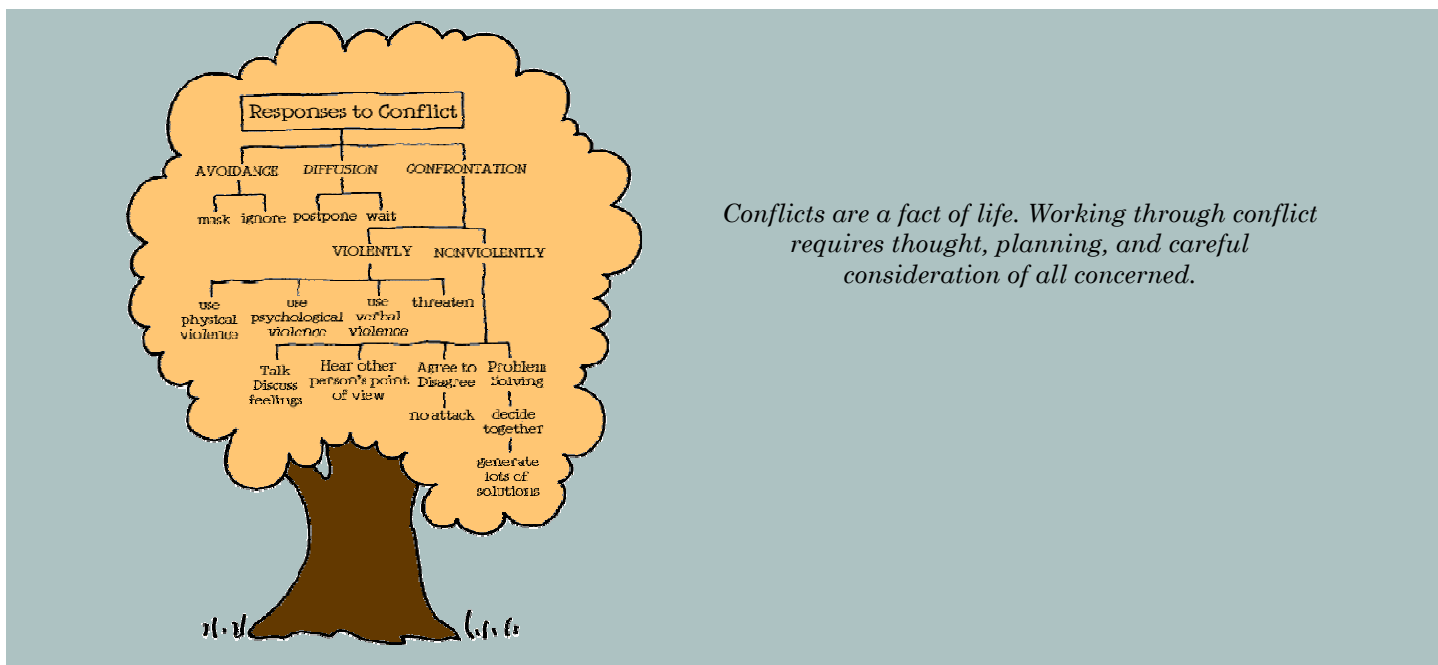 Responses to Conflict
AVOIDANCE DIFFUSION CONFRONTATION
mask ignore postpone wait
VIOLENTLY NONVIOLENTLY
use physical violence
use psychological violence
use verbal violence
threaten
Talk
Discuss
feelings
Hear other
person's point
of view
Agree to
Disagree
no attack
Problem
Solving
decide
together
generate
lots of
solutions
Conflicts are a fact of life. Working through conflict
requires thought, planning, and careful
consideration of all concerned.